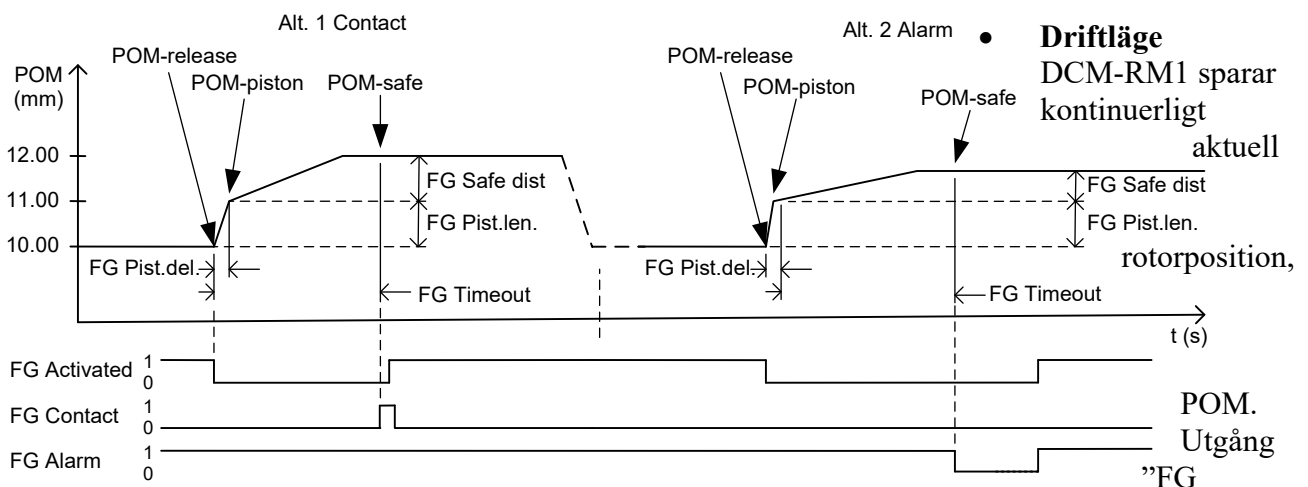 Alt. 1 Contact
POM-release
POM-piston
POM-safe
POM
(mm)
12.00
11.00
10.00
FG Safe dist
FG Pist.len.
FG Pist.del.
FG Timeout
Alt. 2 Alarm
POM-release
POM-piston
POM-safe
FG Safe dist
FG Pist.len.
FG Pist.del.
FG Timeout
t (s)
FG Activated
1
0
FG Contact
1
0
FG Alarm
1
0
• Driftläge
DCM-RM1 sparar
kontinuerligt
aktuell
rotorposition,
POM.
Utgång
”FG